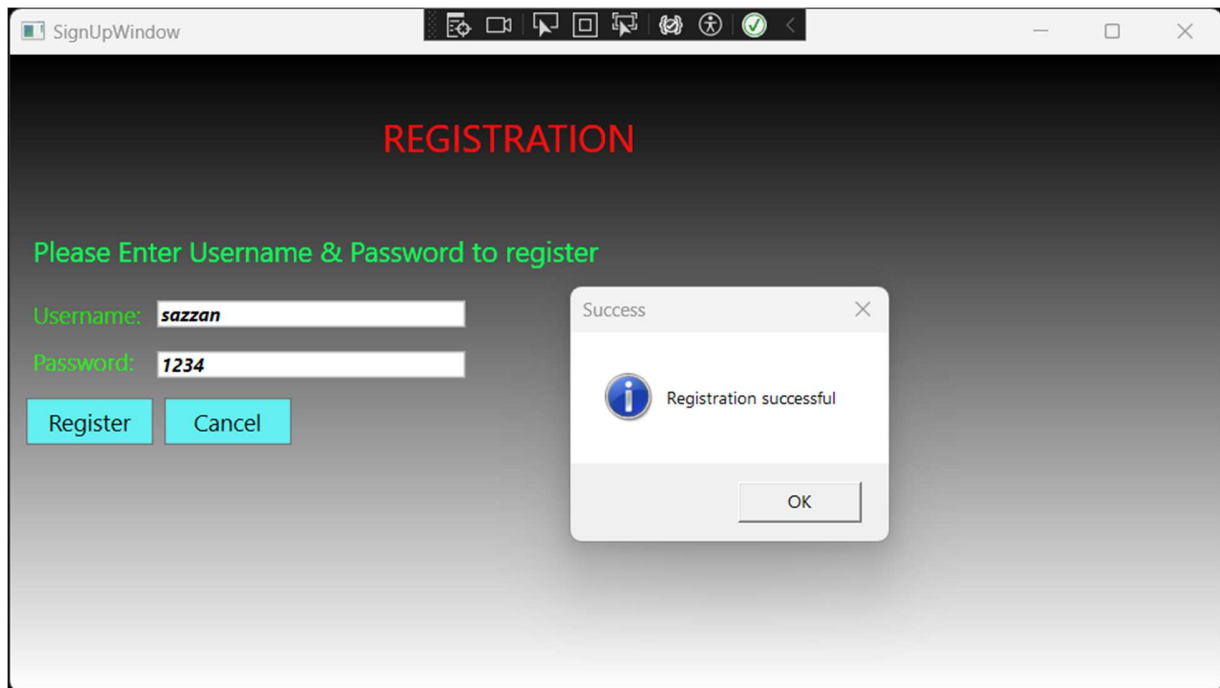 SignUpWindow
REGISTRATION
Please Enter Username & Password to register
Username: sazzan
Password: 1234
Register Cancel
Success
Registration successful
OK